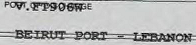 V.FT906W
BEIRUT PORT - LEBANON